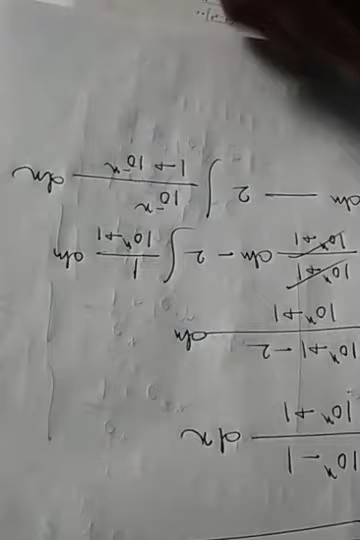 10^x - 1 / 10^x + 1 dx
10^x + 1 - 2 / 10^x + 1 dx
10^x + 1 / 10^x + 1 dx - 2 ∫ 1 / 10^x + 1 dx
dx — 2 ∫ 10^-x / 1 + 10^-x dx